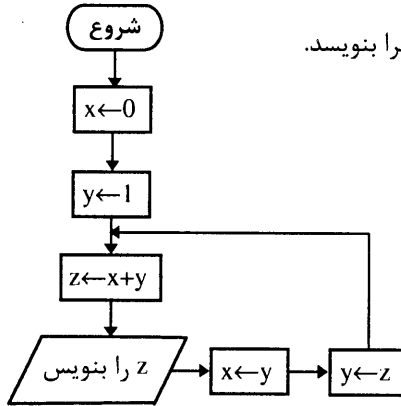 شروع
را بنویسد.
x←0
y←1
z←x+y
z را بنویس
x←y
y←z